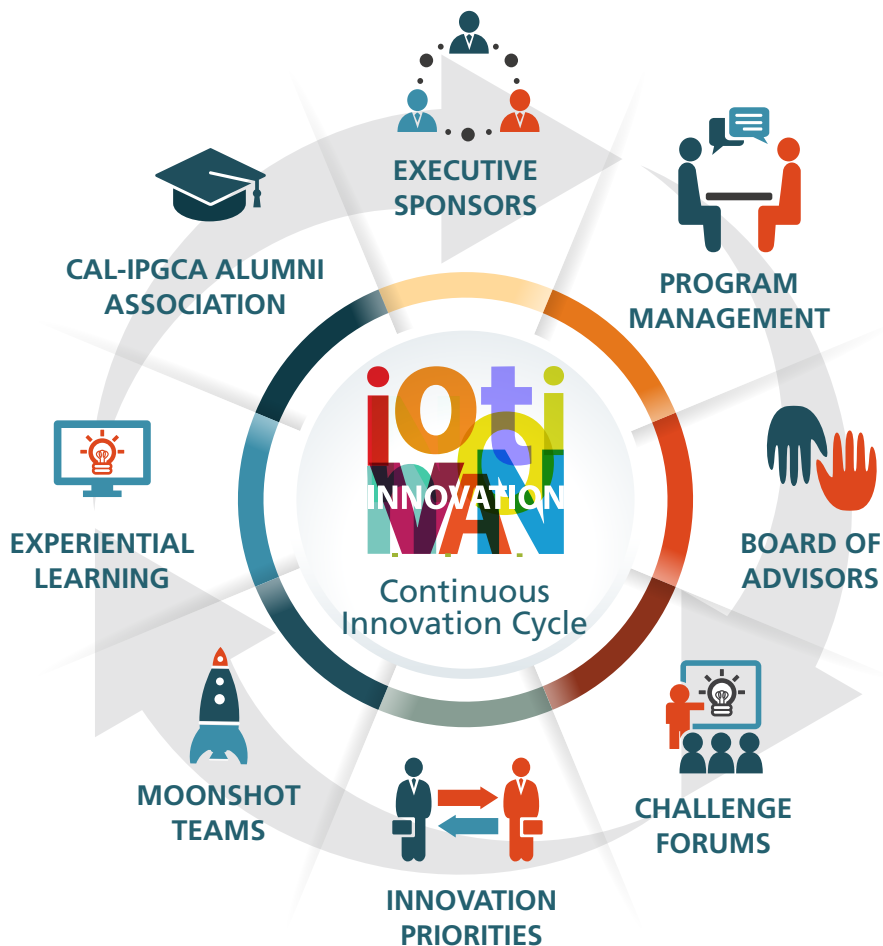 EXECUTIVE
SPONSORS
PROGRAM
MANAGEMENT
BOARD OF
ADVISORS
CHALLENGE
FORUMS
INNOVATION
PRIORITIES
MOONSHOT
TEAMS
EXPERIENTIAL
LEARNING
CAL-IPGCA ALUMNI
ASSOCIATION
INNOVATION
Continuous
Innovation Cycle